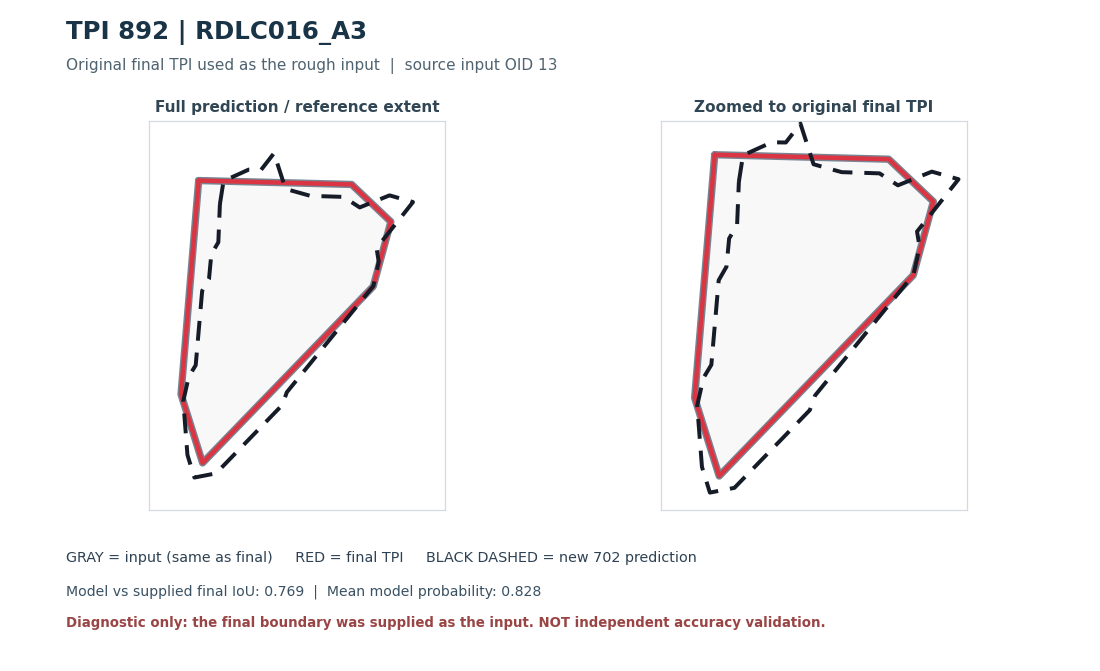 TPI 892 | RDLC016_A3
Original final TPI used as the rough input | source input OID 13
Full prediction / reference extent
Zoomed to original final TPI
GRAY = input (same as final) RED = final TPI BLACK DASHED = new 702 prediction
Model vs supplied final IoU: 0.769 | Mean model probability: 0.828
Diagnostic only: the final boundary was supplied as the input. NOT independent accuracy validation.